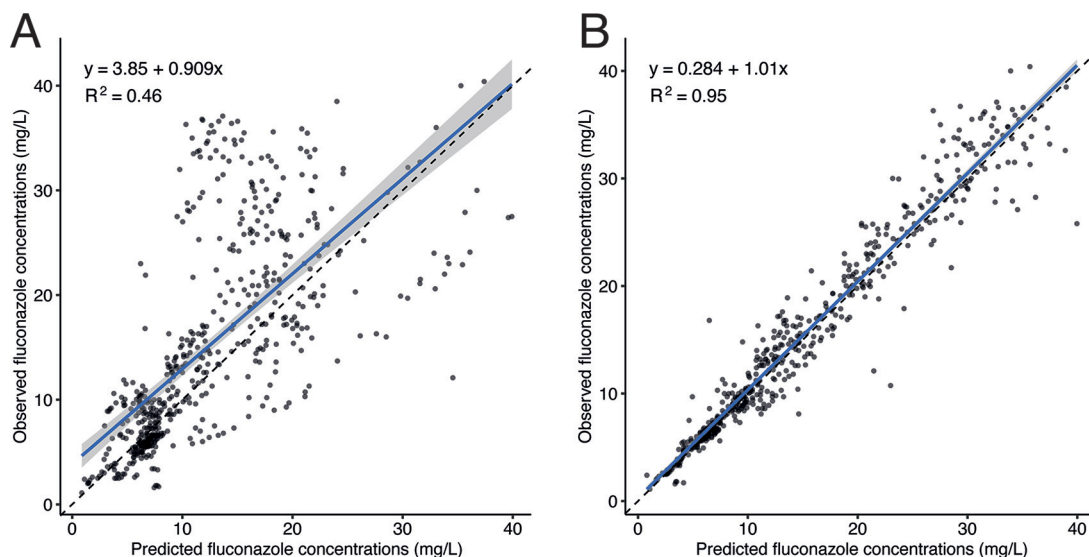 A
y = 3.85 + 0.909x
R² = 0.46
Observed fluconazole concentrations (mg/L)
40
30
20
10
0
0 10 20 30 40
Predicted fluconazole concentrations (mg/L)
B
y = 0.284 + 1.01x
R² = 0.95
Observed fluconazole concentrations (mg/L)
40
30
20
10
0
0 10 20 30 40
Predicted fluconazole concentrations (mg/L)